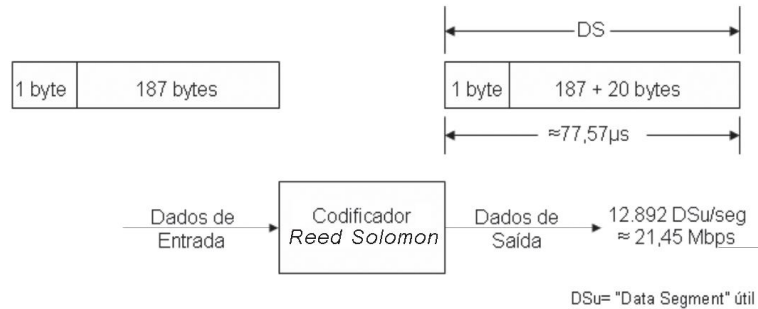 DS
1 byte
187 bytes
1 byte
187 + 20 bytes
≈77,57µs
Dados de
Entrada
Codificador
Reed Solomon
Dados de
Saída
12.892 DSu/seg
≈ 21,45 Mbps
DSu= "Data Segment" útil